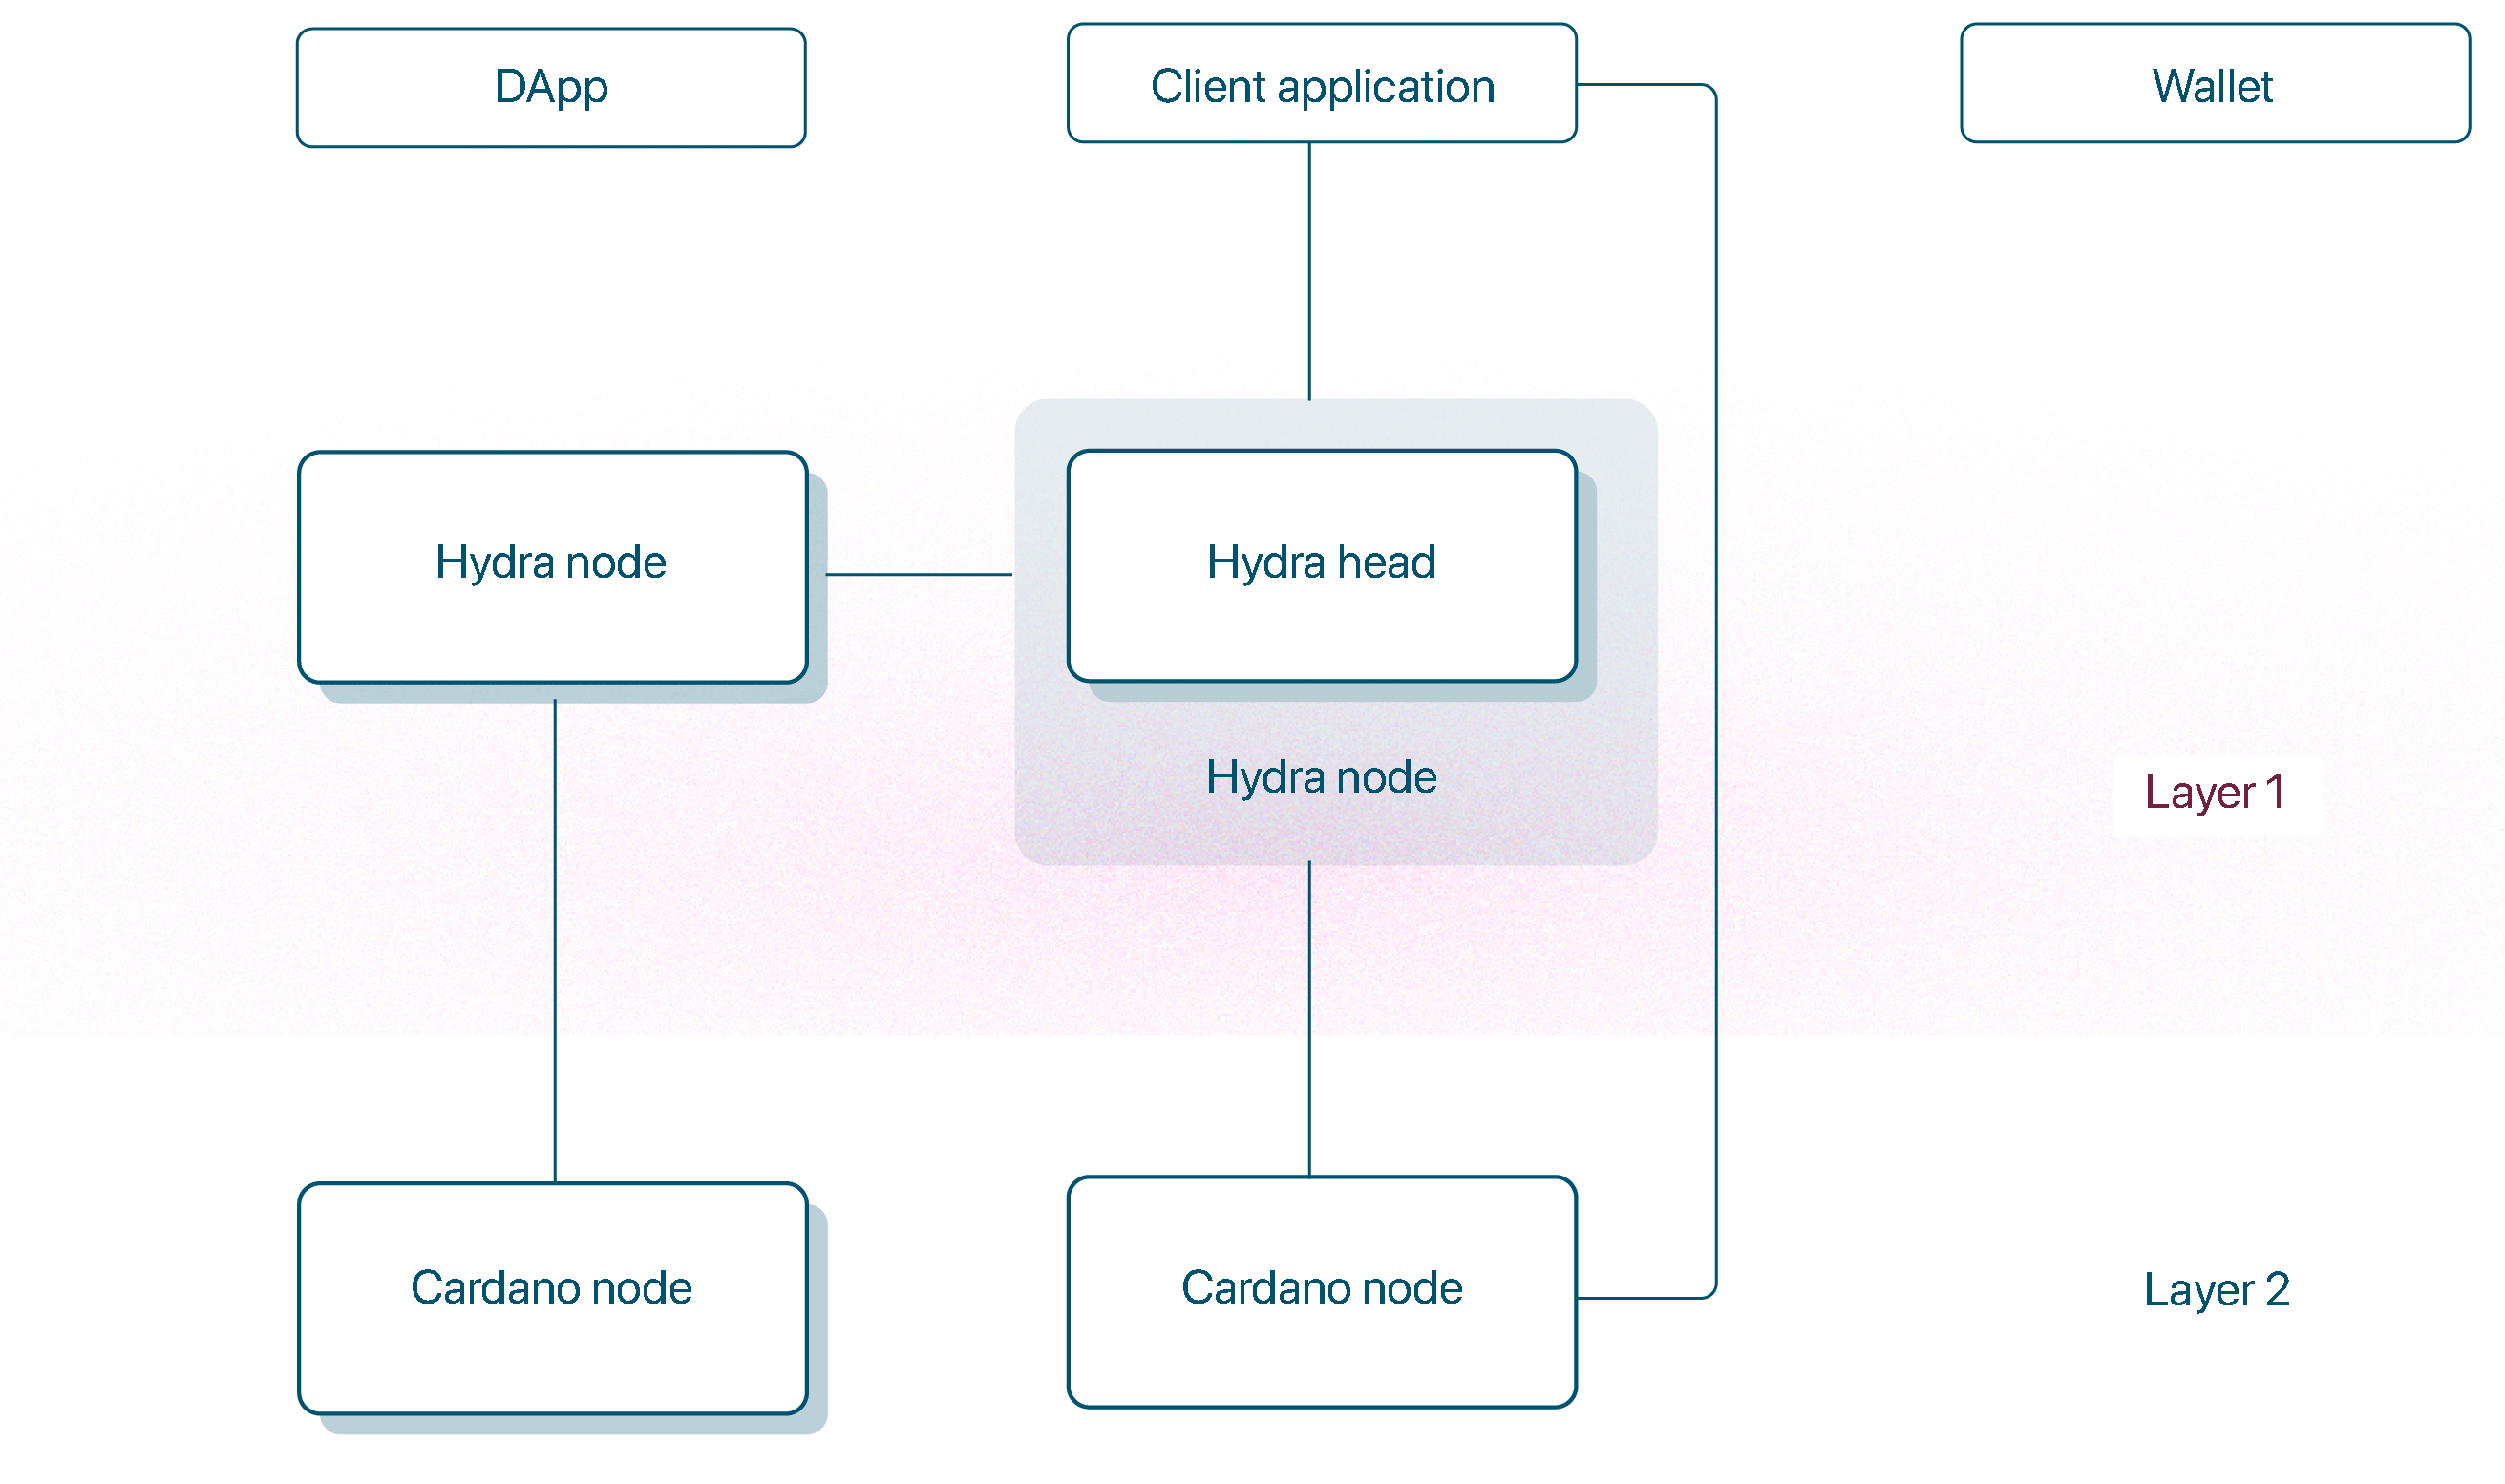 DApp
Client application
Wallet
Hydra node
Hydra head
Hydra node
Layer 1
Cardano node
Cardano node
Layer 2